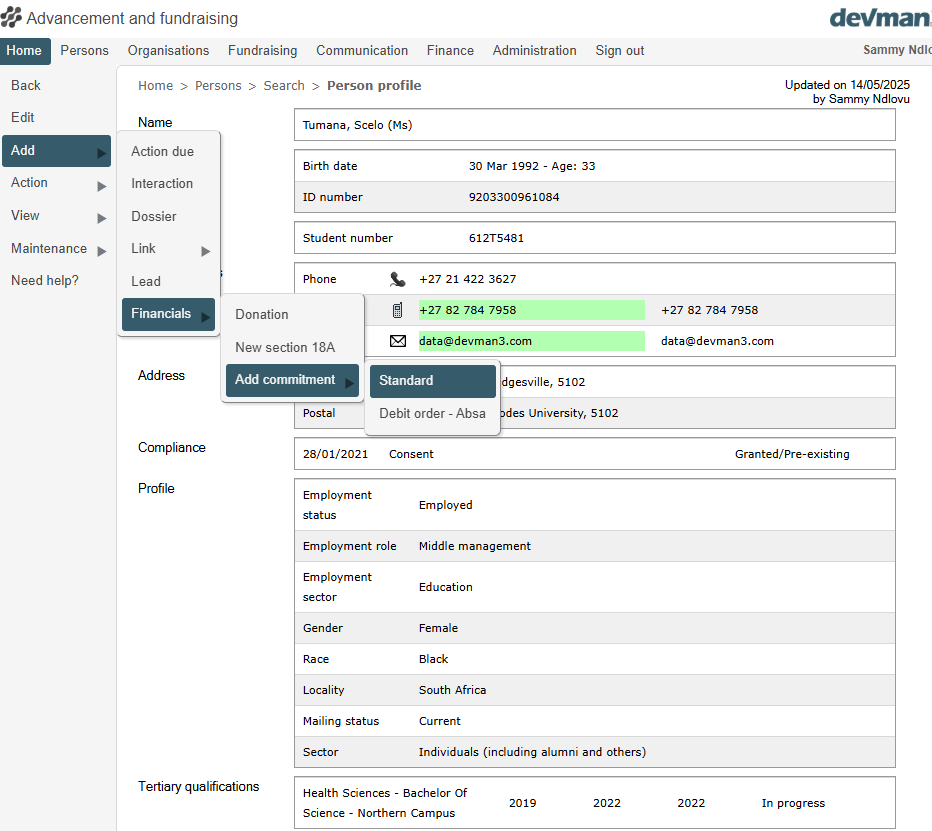 Advancement and fundraising
devman
Home Persons Organisations Fundraising Communication Finance Administration Sign out
Sammy
Back
Edit
Add
Action
View
Maintenance
Need help?
Action due
Interaction
Dossier
Link
Lead
Financials
Donation
New section 18A
Add commitment
Standard
Debit order - Absa
Home > Persons > Search > Person profile
Updated on 14/05/2025
by Sammy Ndlovu
Name
Tumana, Scelo (Ms)
Birth date 30 Mar 1992 - Age: 33
ID number 9203300961084
Student number 612T5481
Phone +27 21 422 3627
+27 82 784 7958 +27 82 784 7958
data@devman3.com data@devman3.com
Address
5102
Postal University, 5102
Compliance
28/01/2021 Consent Granted/Pre-existing
Profile
Employment
status
Employed
Employment role Middle management
Employment
sector
Education
Gender Female
Race Black
Locality South Africa
Mailing status Current
Sector Individuals (including alumni and others)
Tertiary qualifications
Health Sciences - Bachelor Of
Science - Northern Campus
2019 2022 2022 In progress